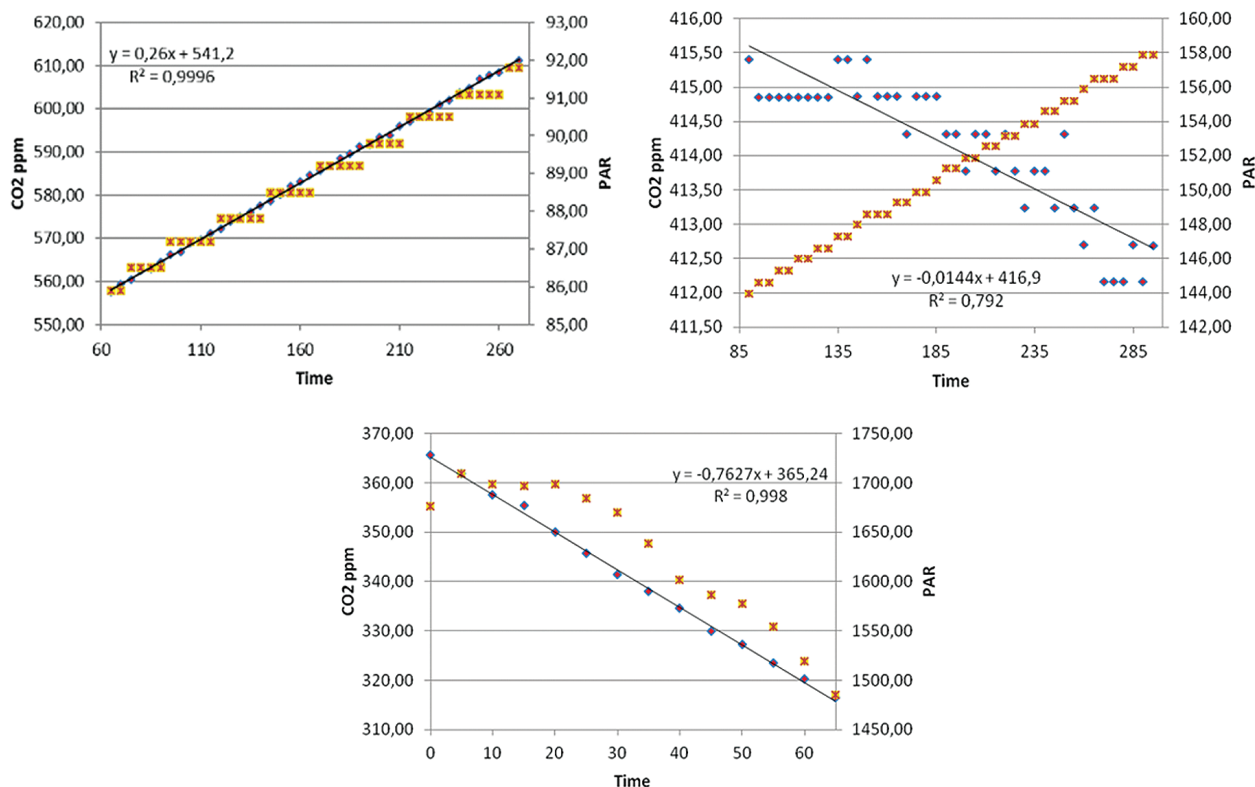 620,00
610,00
600,00
590,00
580,00
570,00
560,00
550,00
CO2 ppm
y = 0,26x + 541,2
R² = 0,9996
93,00
92,00
91,00
90,00
89,00
88,00
87,00
86,00
85,00
PAR
60 110 160 210 260
Time
416,00
415,50
415,00
414,50
414,00
413,50
413,00
412,50
412,00
411,50
CO2 ppm
y = -0,0144x + 416,9
R² = 0,792
160,00
158,00
156,00
154,00
152,00
150,00
148,00
146,00
144,00
142,00
PAR
85 135 185 235 285
Time
370,00
360,00
350,00
340,00
330,00
320,00
310,00
CO2 ppm
y = -0,7627x + 365,24
R² = 0,998
1750,00
1700,00
1650,00
1600,00
1550,00
1500,00
1450,00
PAR
0 10 20 30 40 50 60
Time